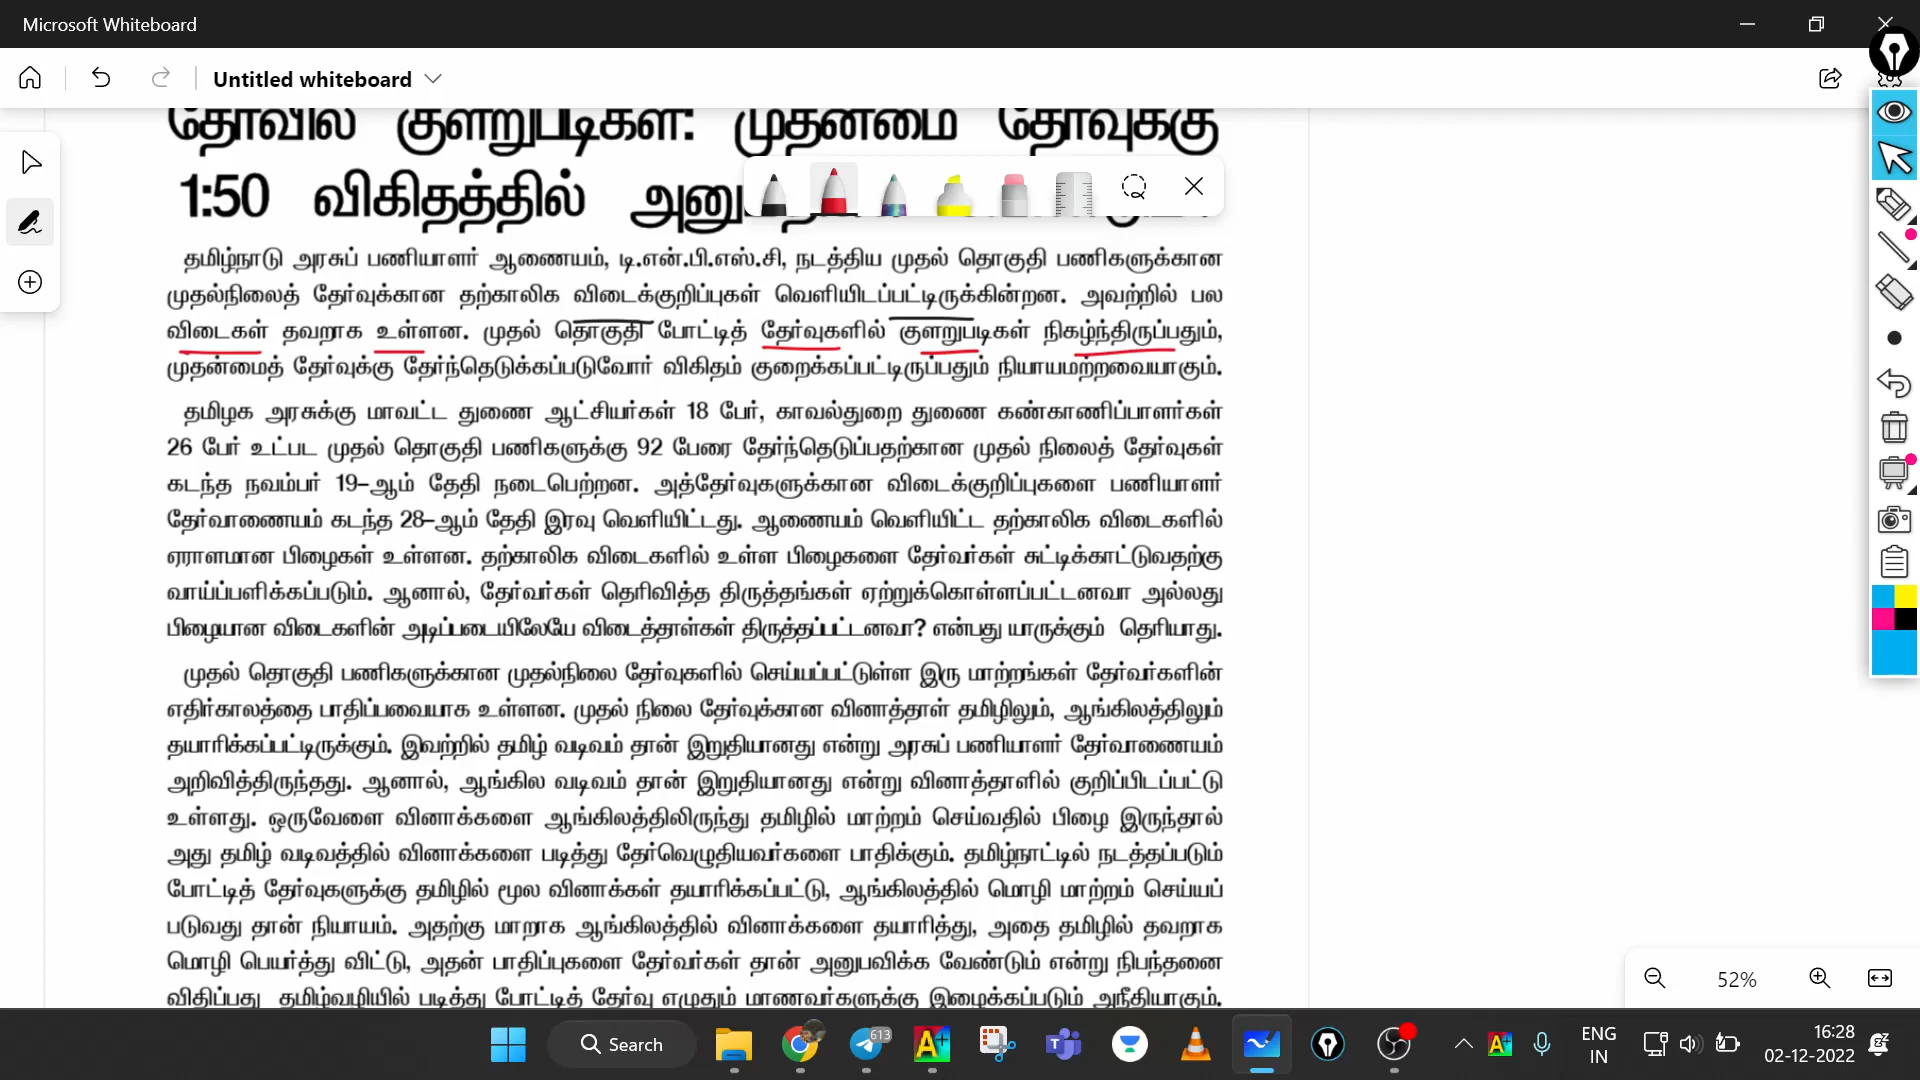 Microsoft Whiteboard
Untitled whiteboard
தேர்வில் குளறுபடிகள்: முதன்மை தேர்வுக்கு
1:50 விகிதத்தில்
தமிழ்நாடு அரசுப் பணியாளர் ஆணையம், டி.என்.பி.எஸ்.சி, நடத்திய முதல் தொகுதி பணிகளுக்கான
முதல்நிலைத் தேர்வுக்கான தற்காலிக விடைக்குறிப்புகள் வெளியிடப்பட்டிருக்கின்றன. அவற்றில் பல
விடைகள் தவறாக உள்ளன. முதல் தொகுதி போட்டித் தேர்வுகளில் குளறுபடிகள் நிகழ்ந்திருப்பதும்,
முதன்மைத் தேர்வுக்கு தேர்ந்தெடுக்கப்படுவோர் விகிதம் குறைக்கப்பட்டிருப்பதும் நியாயமற்றவையாகும்.
தமிழக அரசுக்கு மாவட்ட துணை ஆட்சியர்கள் 18 பேர், காவல்துறை துணை கண்காணிப்பாளர்கள்
26 பேர் உட்பட முதல் தொகுதி பணிகளுக்கு 92 பேரை தேர்ந்தெடுப்பதற்கான முதல் நிலைத் தேர்வுகள்
கடந்த நவம்பர் 19-ஆம் தேதி நடைபெற்றன. அத்தேர்வுகளுக்கான விடைக்குறிப்புகளை பணியாளர்
தேர்வாணையம் கடந்த 28-ஆம் தேதி இரவு வெளியிட்டது. ஆணையம் வெளியிட்ட தற்காலிக விடைகளில்
ஏராளமான பிழைகள் உள்ளன. தற்காலிக விடைகளில் உள்ள பிழைகளை தேர்வர்கள் சுட்டிக்காட்டுவதற்கு
வாய்ப்பளிக்கப்படும். ஆனால், தேர்வர்கள் தெரிவித்த திருத்தங்கள் ஏற்றுக்கொள்ளப்பட்டனவா அல்லது
பிழையான விடைகளின் அடிப்படையிலேயே விடைத்தாள்கள் திருத்தப்பட்டனவா? என்பது யாருக்கும் தெரியாது.
முதல் தொகுதி பணிகளுக்கான முதல்நிலை தேர்வுகளில் செய்யப்பட்டுள்ள இரு மாற்றங்கள் தேர்வர்களின்
எதிர்காலத்தை பாதிப்பவையாக உள்ளன. முதல் நிலை தேர்வுக்கான வினாத்தாள் தமிழிலும், ஆங்கிலத்திலும்
தயாரிக்கப்பட்டிருக்கும். இவற்றில் தமிழ் வடிவம் தான் இறுதியானது என்று அரசுப் பணியாளர் தேர்வாணையம்
அறிவித்திருந்தது. ஆனால், ஆங்கில வடிவம் தான் இறுதியானது என்று வினாத்தாளில் குறிப்பிடப்பட்டு
உள்ளது. ஒருவேளை வினாக்களை ஆங்கிலத்திலிருந்து தமிழில் மாற்றம் செய்வதில் பிழை இருந்தால்
அது தமிழ் வடிவத்தில் வினாக்களை படித்து தேர்வெழுதியவர்களை பாதிக்கும். தமிழ்நாட்டில் நடத்தப்படும்
போட்டித் தேர்வுகளுக்கு தமிழில் மூல வினாக்கள் தயாரிக்கப்பட்டு, ஆங்கிலத்தில் மொழி மாற்றம் செய்யப்
படுவது தான் நியாயம். அதற்கு மாறாக ஆங்கிலத்தில் வினாக்களை தயாரித்து, அதை தமிழில் தவறாக
மொழி பெயர்த்து விட்டு, அதன் பாதிப்புகளை தேர்வர்கள் தான் அனுபவிக்க வேண்டும் என்று நிபந்தனை
விதிப்பது தமிழ்வழியில் படித்து போட்டித் தேர்வு எழுதும் மாணவர்களுக்கு இழைக்கப்படும் அநீதியாகும்.
52%
Search
613
ENG
IN
16:28
02-12-2022